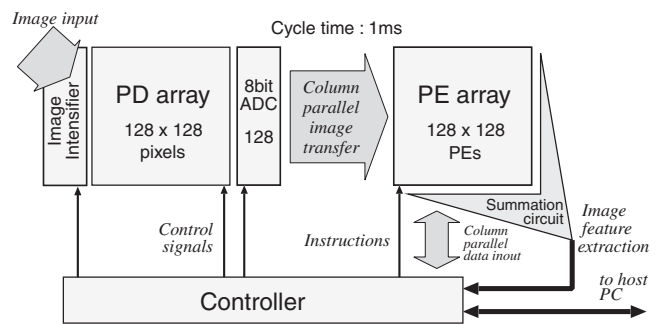 Image input
Cycle time : 1ms
Image
Intensifier
PD array
128 x 128
pixels
8bit
ADC
128
Column
parallel
image
transfer
PE array
128 x 128
PEs
Summation
circuit
Control
signals
Instructions
Column
parallel
data inout
Image
feature
extraction
Controller
to host
PC